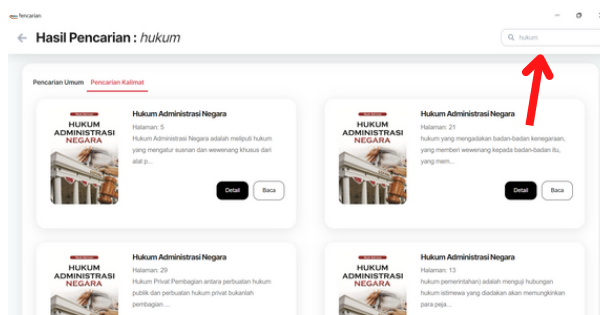 Pencarian
Hasil Pencarian : hukum
hukum
Pencarian Umum Pencarian Kalimat
HUKUM
ADMINISTRASI
NEGARA
Hukum Administrasi Negara
Halaman: 5
Hukum Administrasi Negara adalah meliputi hukum
yang mengatur susnan dan wewenang khusus dari
alat p...
Detail Baca
HUKUM
ADMINISTRASI
NEGARA
Hukum Administrasi Negara
Halaman: 21
hukum yang mengadakan badan-badan kenegaraan,
yang memberi wewenang kepada badan-badan itu,
yang mem...
Detail Baca
HUKUM
ADMINISTRASI
NEGARA
Hukum Administrasi Negara
Halaman: 29
Hukum Privat Pembagian antara perbuatan hukum
publik dan perbuatan hukum privat bukanlah
pembagian ...
HUKUM
ADMINISTRASI
NEGARA
Hukum Administrasi Negara
Halaman: 13
hukum pemerintahan) adalah menguji hubungan
hukum istimewa yang diadakan akan memungkinkan
para peja...